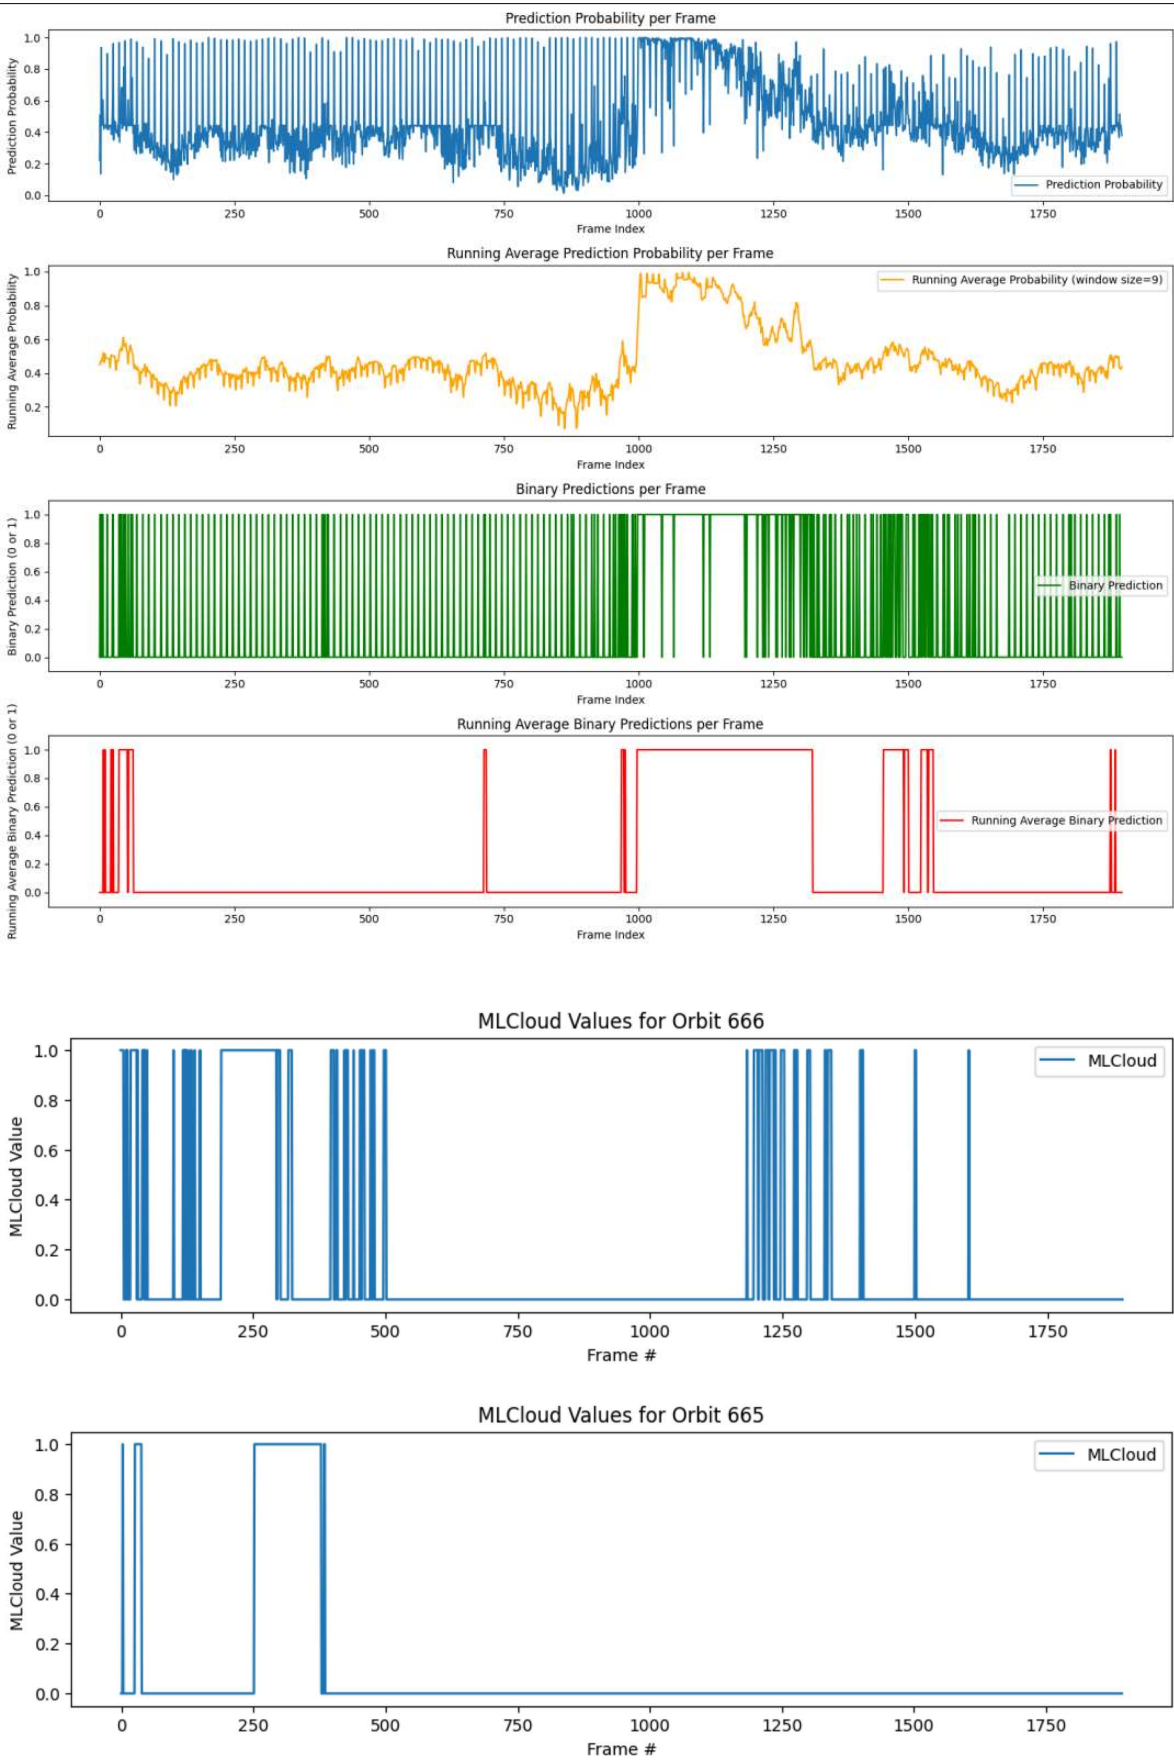 Prediction Probability per Frame
Prediction Probability
1.0
0.8
0.6
0.4
0.2
0.0
Prediction Probability
0 250 500 750 1000 1250 1500 1750
Frame Index
Running Average Prediction Probability per Frame
Running Average Probability
1.0
0.8
0.6
0.4
0.2
Running Average Probability (window size=9)
0 250 500 750 1000 1250 1500 1750
Frame Index
Binary Predictions per Frame
Binary Prediction (0 or 1)
1.0
0.8
0.6
0.4
0.2
0.0
Binary Prediction
0 250 500 750 1000 1250 1500 1750
Frame Index
Running Average Binary Predictions per Frame
Running Average Binary Prediction (0 or 1)
1.0
0.8
0.6
0.4
0.2
0.0
Running Average Binary Prediction
0 250 500 750 1000 1250 1500 1750
Frame Index
MLCloud Values for Orbit 666
MLCloud Value
1.0
0.8
0.6
0.4
0.2
0.0
MLCloud
0 250 500 750 1000 1250 1500 1750
Frame #
MLCloud Values for Orbit 665
MLCloud Value
1.0
0.8
0.6
0.4
0.2
0.0
MLCloud
0 250 500 750 1000 1250 1500 1750
Frame #